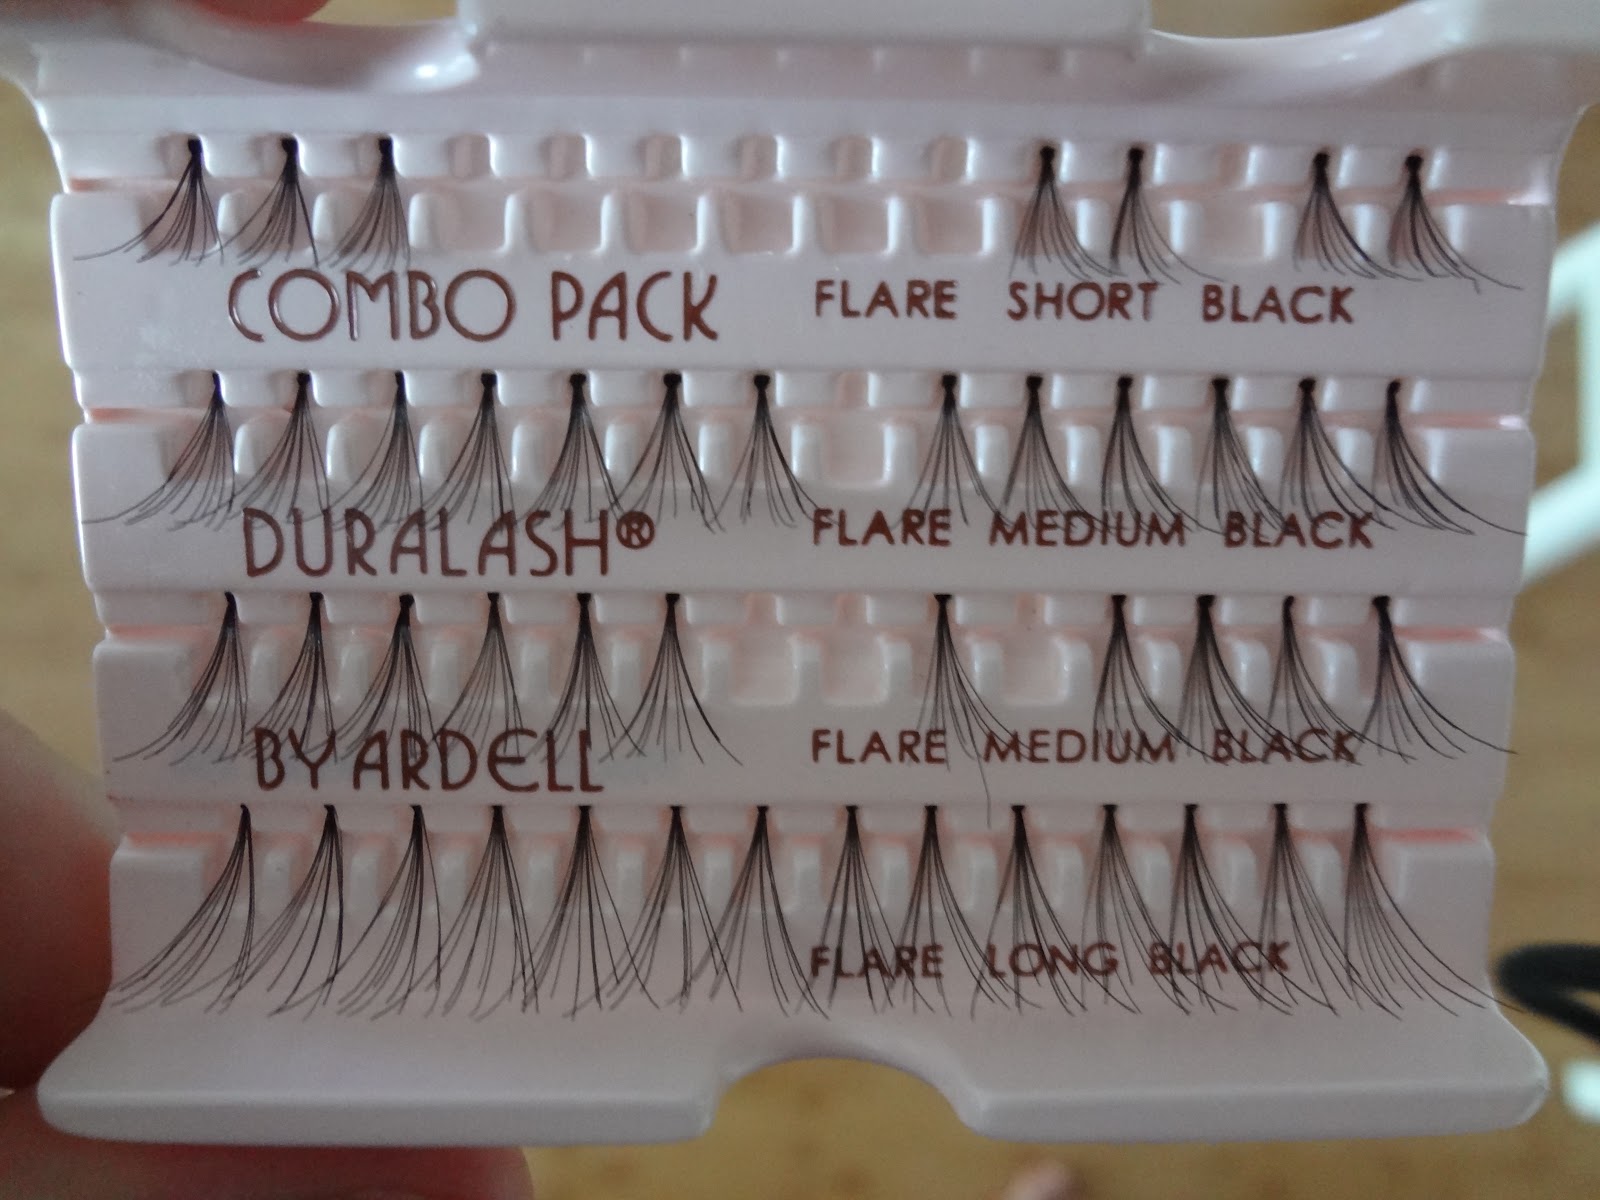 COMBO PACK FLARE SHORT BLACK
DURALASH® FLARE MEDIUM BLACK
BY ARDELL FLARE MEDIUM BLACK
FLARE LONG BLACK